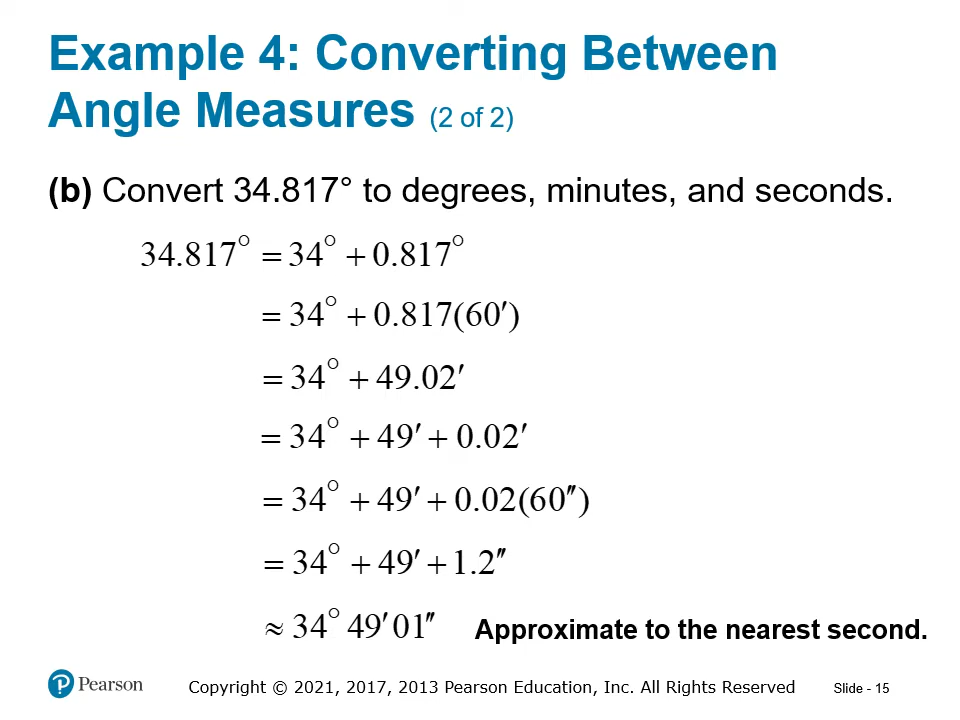 Example 4: Converting Between
Angle Measures (2 of 2)
(b) Convert 34.817° to degrees, minutes, and seconds.
34.817° = 34° + 0.817°
= 34° + 0.817(60′)
= 34° + 49.02′
= 34° + 49′ + 0.02′
= 34° + 49′ + 0.02(60″)
= 34° + 49′ + 1.2″
≈ 34° 49′ 01″ Approximate to the nearest second.
P Pearson Copyright © 2021, 2017, 2013 Pearson Education, Inc. All Rights Reserved Slide - 15